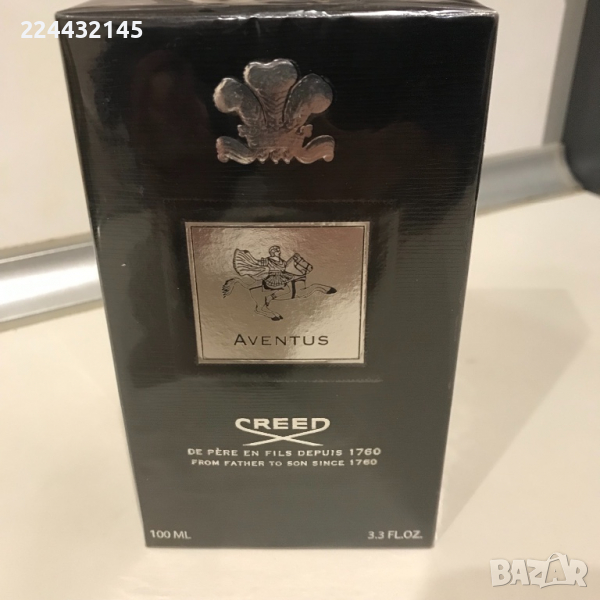 224432145
AVENTUS
CREED
DE PÈRE EN FILS DEPUIS 1760
FROM FATHER TO SON SINCE 1760
100 ML 3.3 FL.OZ.
BAZAR